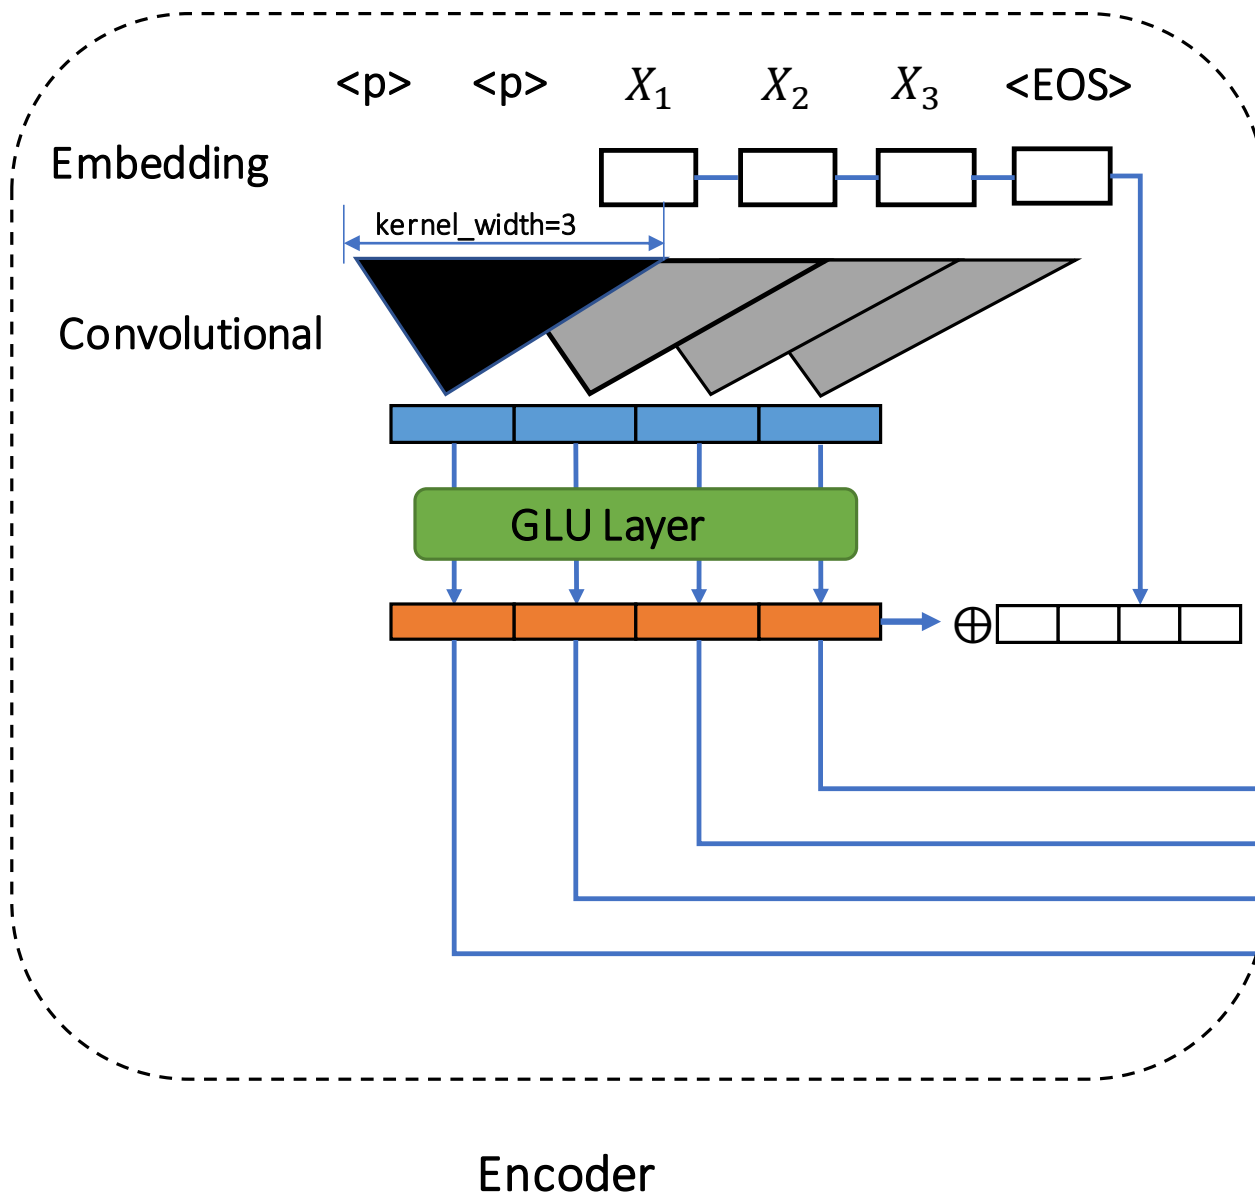 <p> <p> X₁ X₂ X₃ <EOS>
Embedding
kernel_width=3
Convolutional
GLU Layer
Encoder